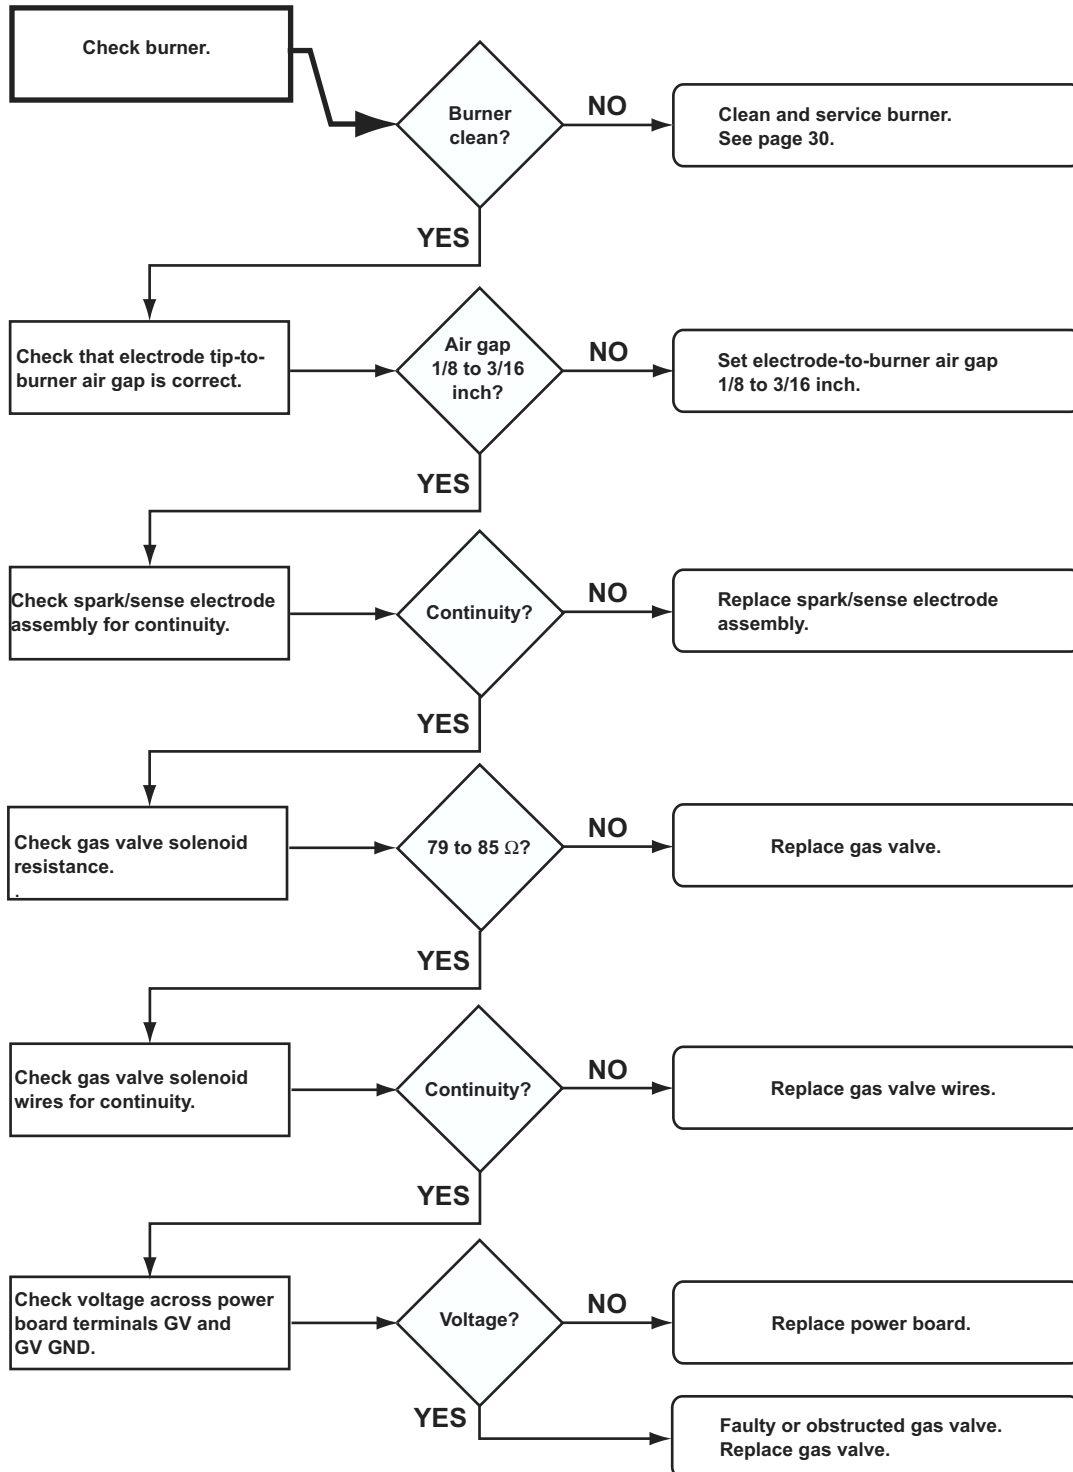 Check burner.
Burner
clean?
NO
Clean and service burner.
See page 30.
YES
Check that electrode tip-to-
burner air gap is correct.
Air gap
1/8 to 3/16
inch?
NO
Set electrode-to-burner air gap
1/8 to 3/16 inch.
YES
Check spark/sense electrode
assembly for continuity.
Continuity?
NO
Replace spark/sense electrode
assembly.
YES
Check gas valve solenoid
resistance.
.
79 to 85 Ω?
NO
Replace gas valve.
YES
Check gas valve solenoid
wires for continuity.
Continuity?
NO
Replace gas valve wires.
YES
Check voltage across power
board terminals GV and
GV GND.
Voltage?
NO
Replace power board.
YES
Faulty or obstructed gas valve.
Replace gas valve.